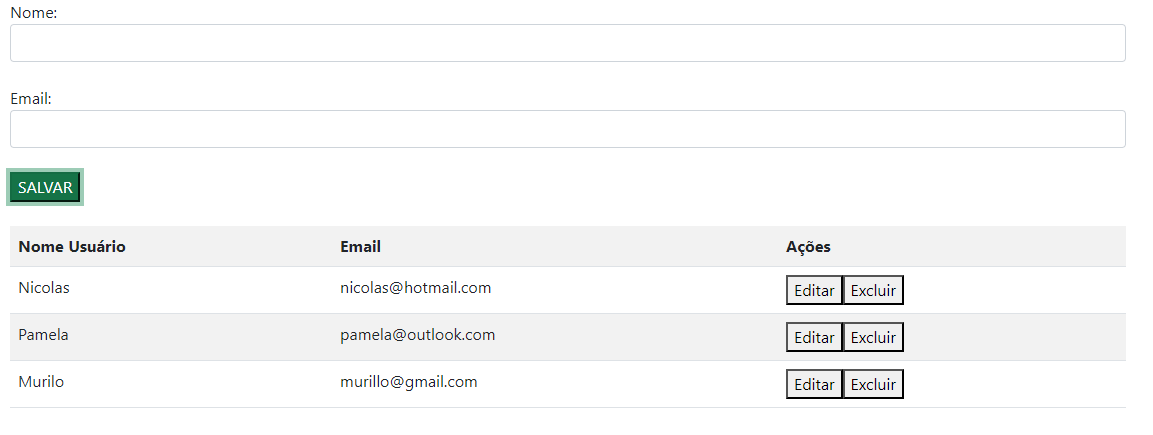 Nome:
Email:
SALVAR
Nome Usuário Email Ações
Nicolas nicolas@hotmail.com Editar Excluir
Pamela pamela@outlook.com Editar Excluir
Murilo murillo@gmail.com Editar Excluir